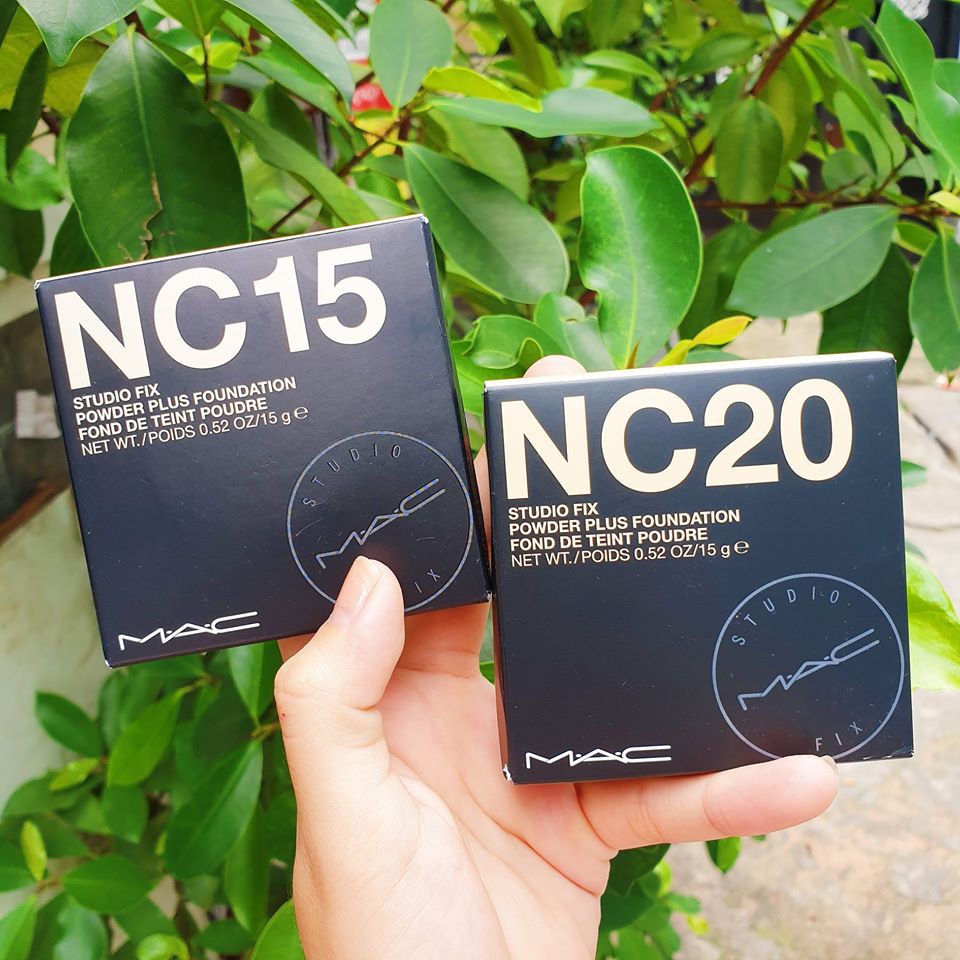 NC15
STUDIO FIX
POWDER PLUS FOUNDATION
FOND DE TEINT POUDRE
NET WT./POIDS 0.52 OZ/15 g ℮
STUDIO
M·A·C
FIX
M·A·C
NC20
STUDIO FIX
POWDER PLUS FOUNDATION
FOND DE TEINT POUDRE
NET WT./POIDS 0.52 OZ/15 g ℮
STUDIO
M·A·C
FIX
M·A·C